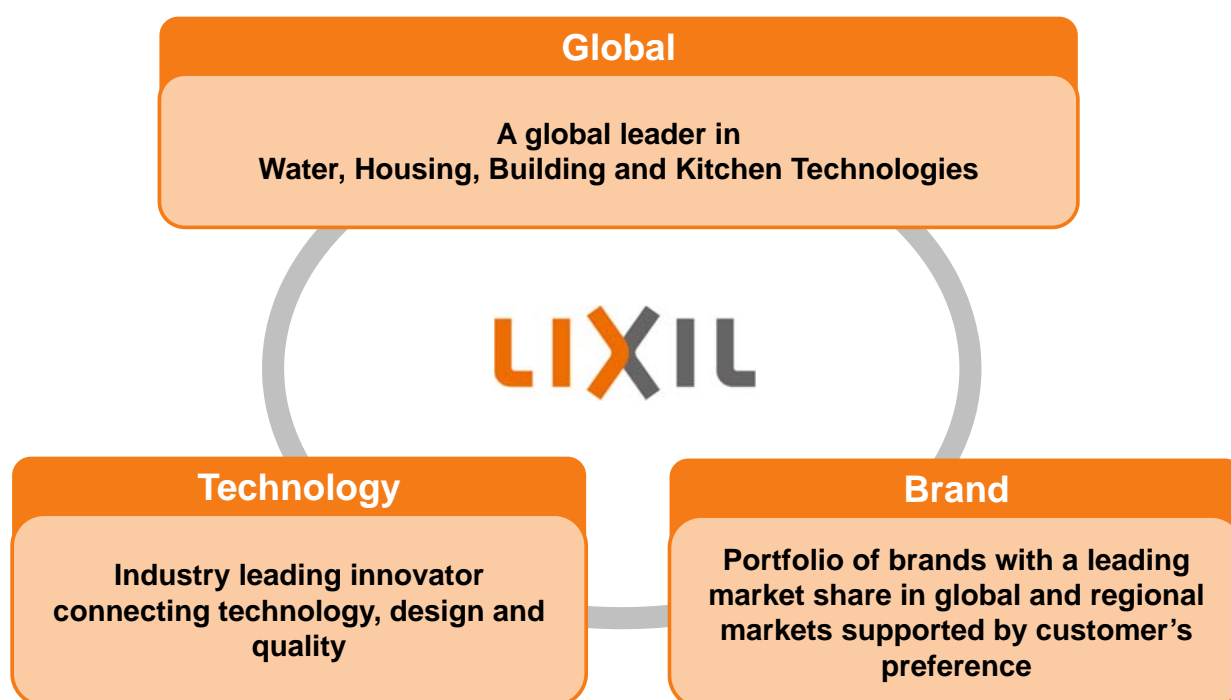 Global
A global leader in
Water, Housing, Building and Kitchen Technologies
LIXIL
Technology
Industry leading innovator
connecting technology, design and
quality
Brand
Portfolio of brands with a leading
market share in global and regional
markets supported by customer’s
preference